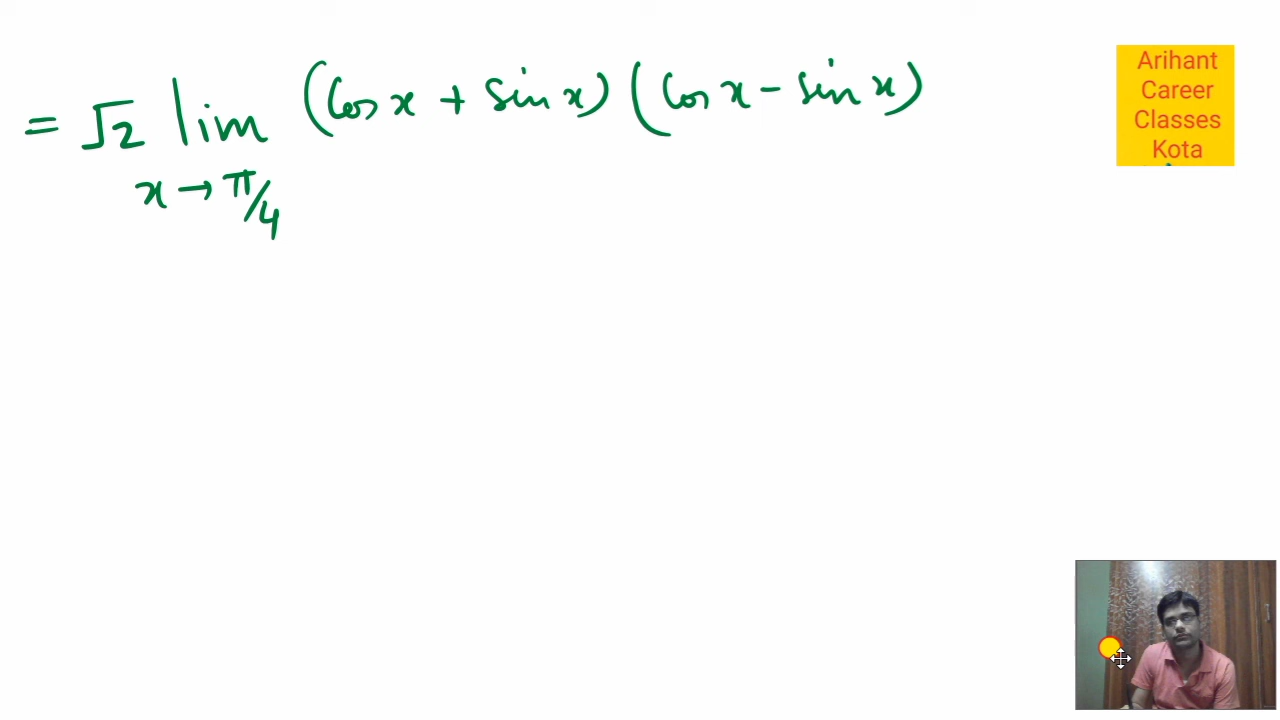 = √2 lim (cos x + sin x) (cos x - sin x)
x → π/4
Arihant
Career
Classes
Kota